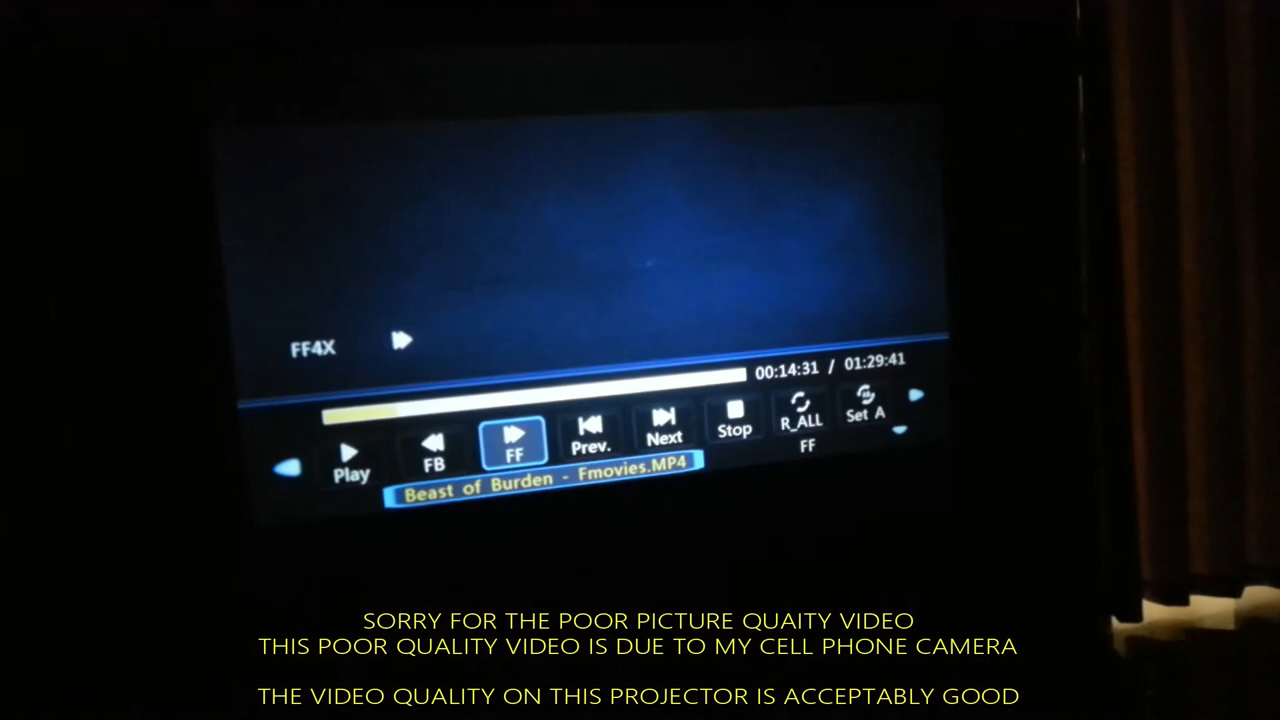 FF4X
00:14:31 / 01:29:41
Play FB FF Prev. Next Stop R_ALL Set A
FF
Beast of Burden - Fmovies.MP4
SORRY FOR THE POOR PICTURE QUAITY VIDEO
THIS POOR QUALITY VIDEO IS DUE TO MY CELL PHONE CAMERA
THE VIDEO QUALITY ON THIS PROJECTOR IS ACCEPTABLY GOOD